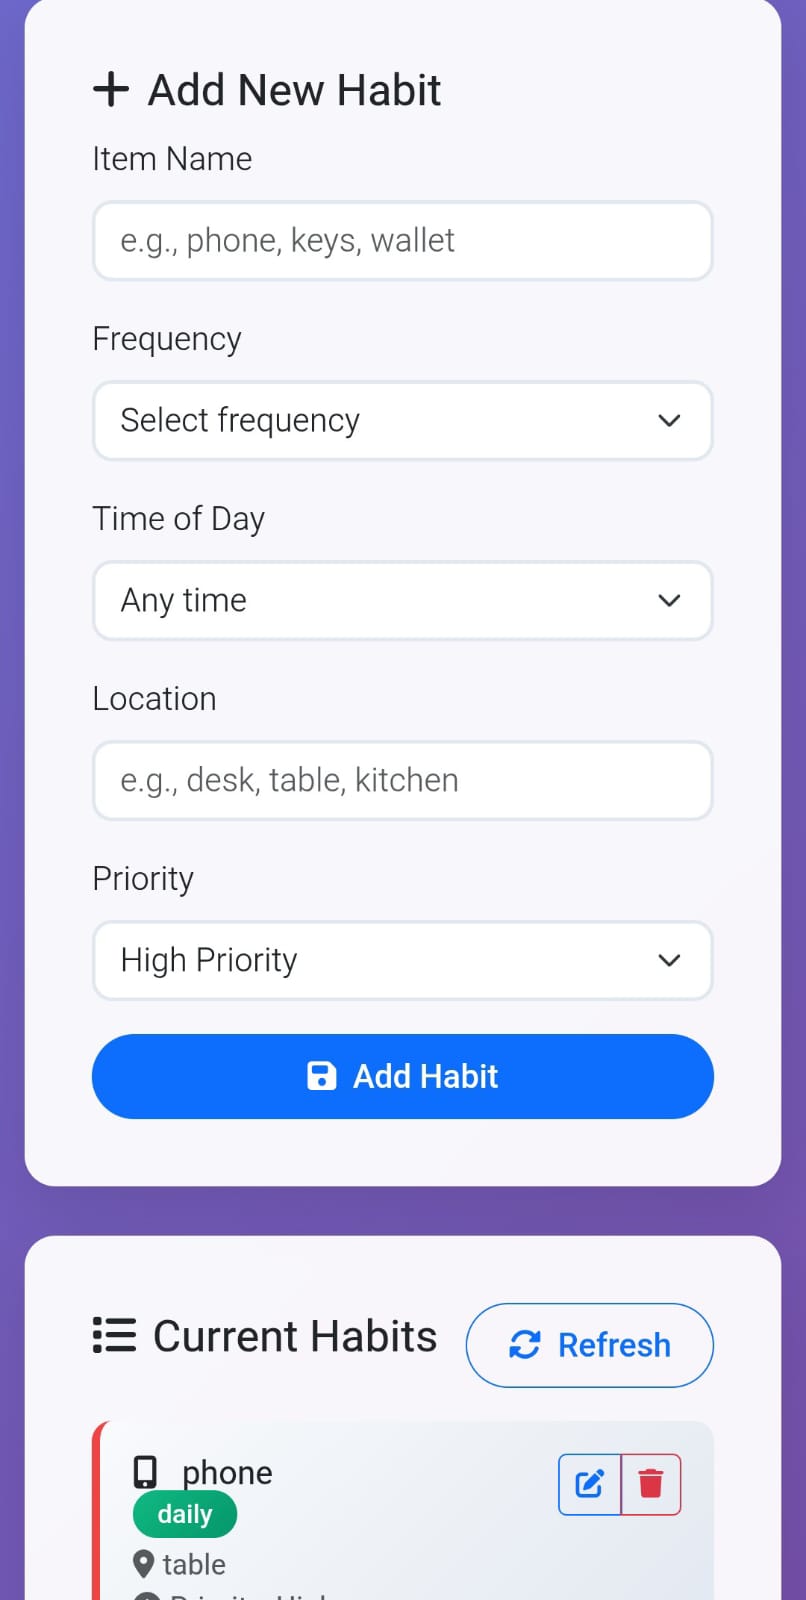 Add New Habit
Item Name
e.g., phone, keys, wallet
Frequency
Select frequency
Time of Day
Any time
Location
e.g., desk, table, kitchen
Priority
High Priority
Add Habit
Current Habits
Refresh
phone
daily
table